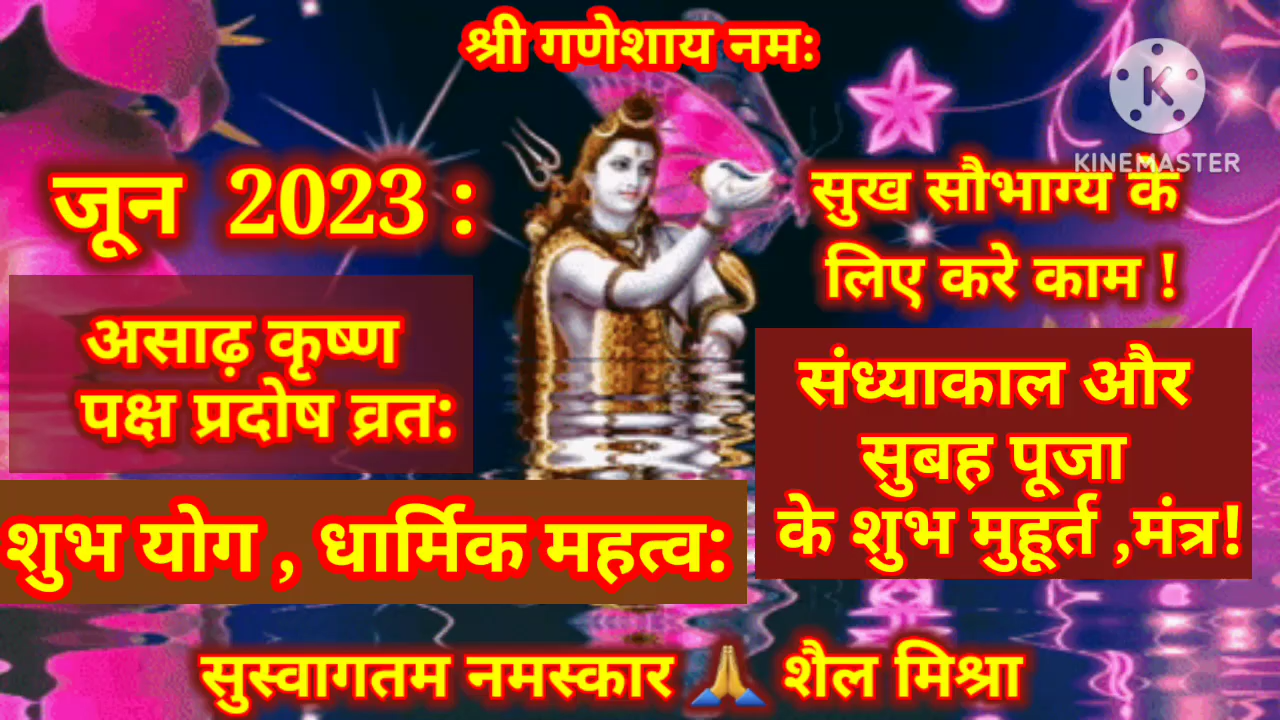 श्री गणेशाय नमः
K
KINEMASTER
जून 2023 :
सुख सौभाग्य के
लिए करे काम !
असाढ़ कृष्ण
पक्ष प्रदोष व्रत:
संध्याकाल और
सुबह पूजा
के शुभ मुहूर्त ,मंत्र!
शुभ योग , धार्मिक महत्व:
सुस्वागतम नमस्कार 🙏 शैल मिश्रा